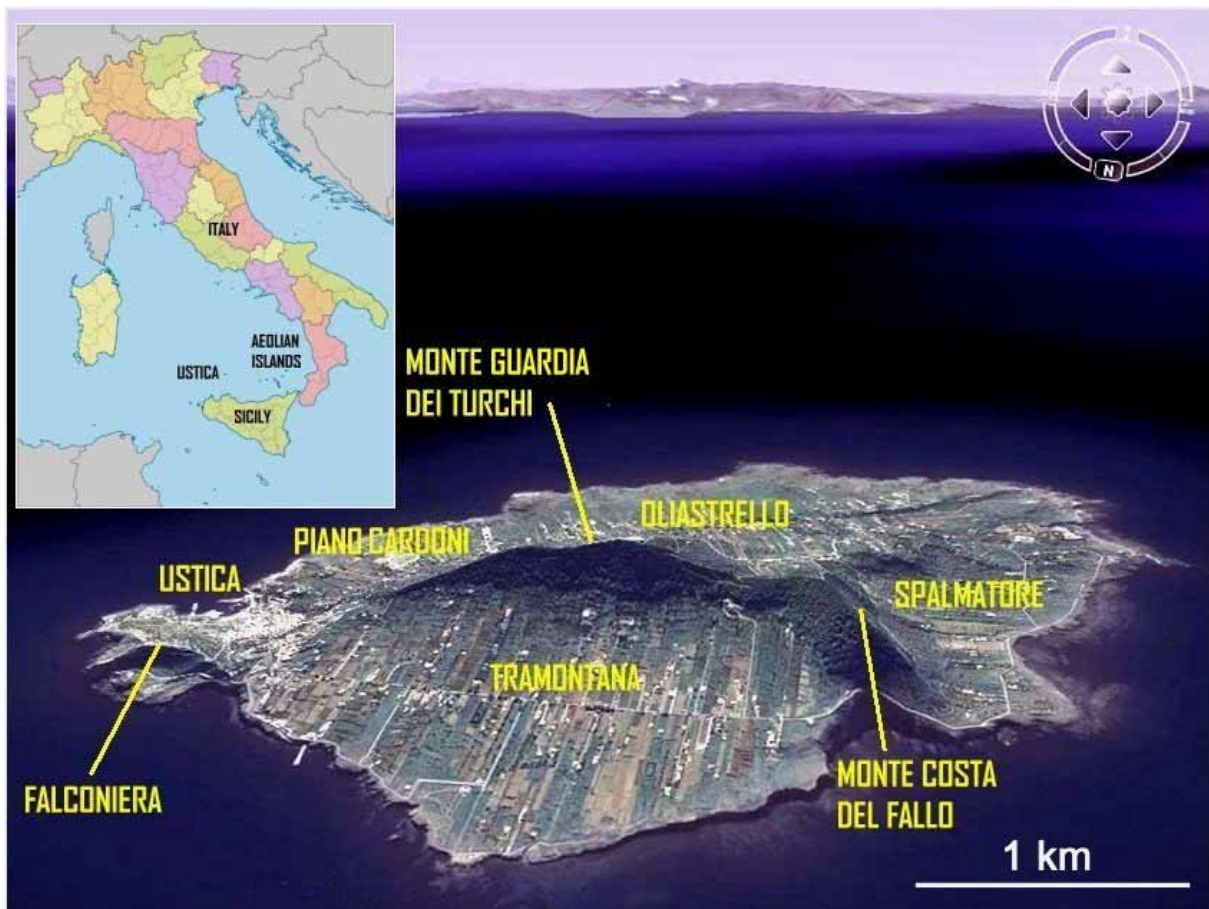 ITALY
AEOLIAN
ISLANDS
USTICA
SICILY
MONTE GUARDIA
DEI TURCHI
OLIASTRELLO
PIANO CARDONI
USTICA
SPALMATORE
TRAMONTANA
FALCONIERA
MONTE COSTA
DEL FALLO
1 km
N